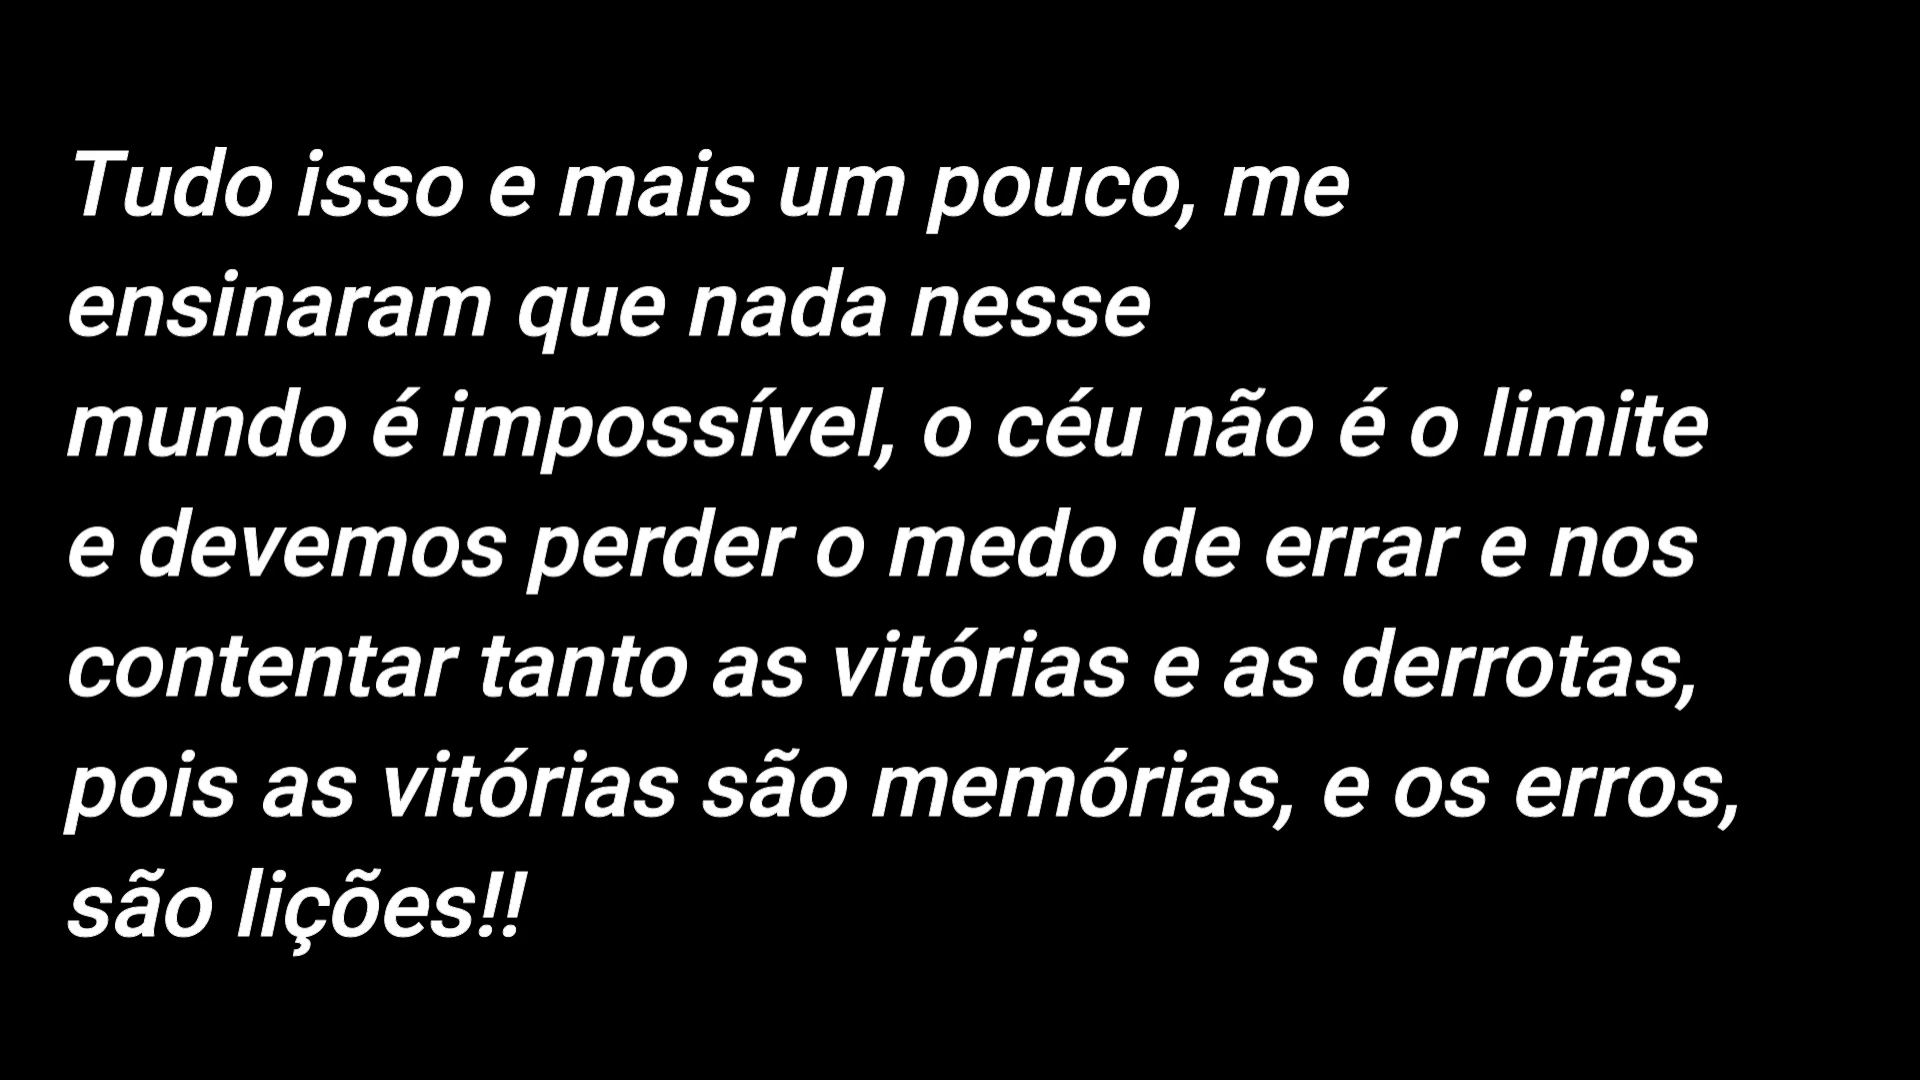 Tudo isso e mais um pouco, me
ensinaram que nada nesse
mundo é impossível, o céu não é o limite
e devemos perder o medo de errar e nos
contentar tanto as vitórias e as derrotas,
pois as vitórias são memórias, e os erros,
são lições!!